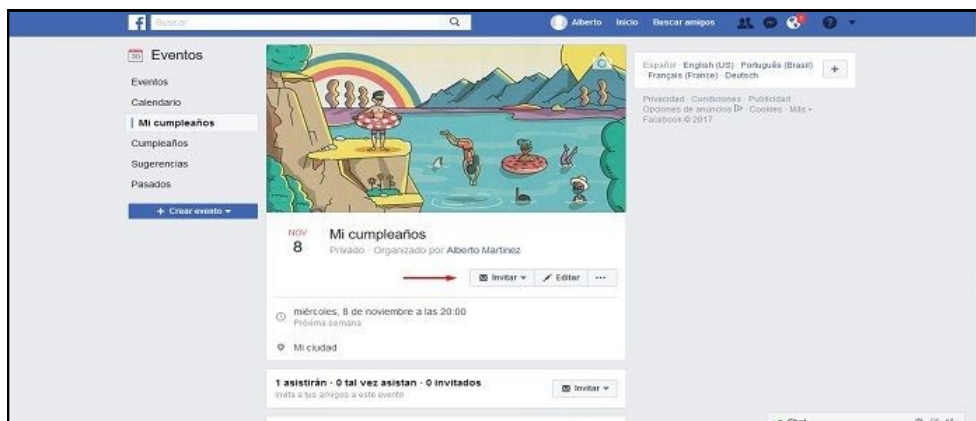 Buscar
Alberto Inicio Buscar amigos
Eventos
Eventos
Calendario
Mi cumpleaños
Cumpleaños
Sugerencias
Pasados
+ Crear evento
NOV
8
Mi cumpleaños
Privado · Organizado por Alberto Martinez
Invitar
Editar
miércoles, 8 de noviembre a las 20:00
Próxima semana
Mi ciudad
1 asistirán · 0 tal vez asistan · 0 invitados
Invita a tus amigos a este evento
Invitar
Español · English (US) · Português (Brasil)
· Français (France) · Deutsch
Privacidad · Condiciones · Publicidad
Opciones de anuncios · Cookies · Más
Facebook © 2017
Chat